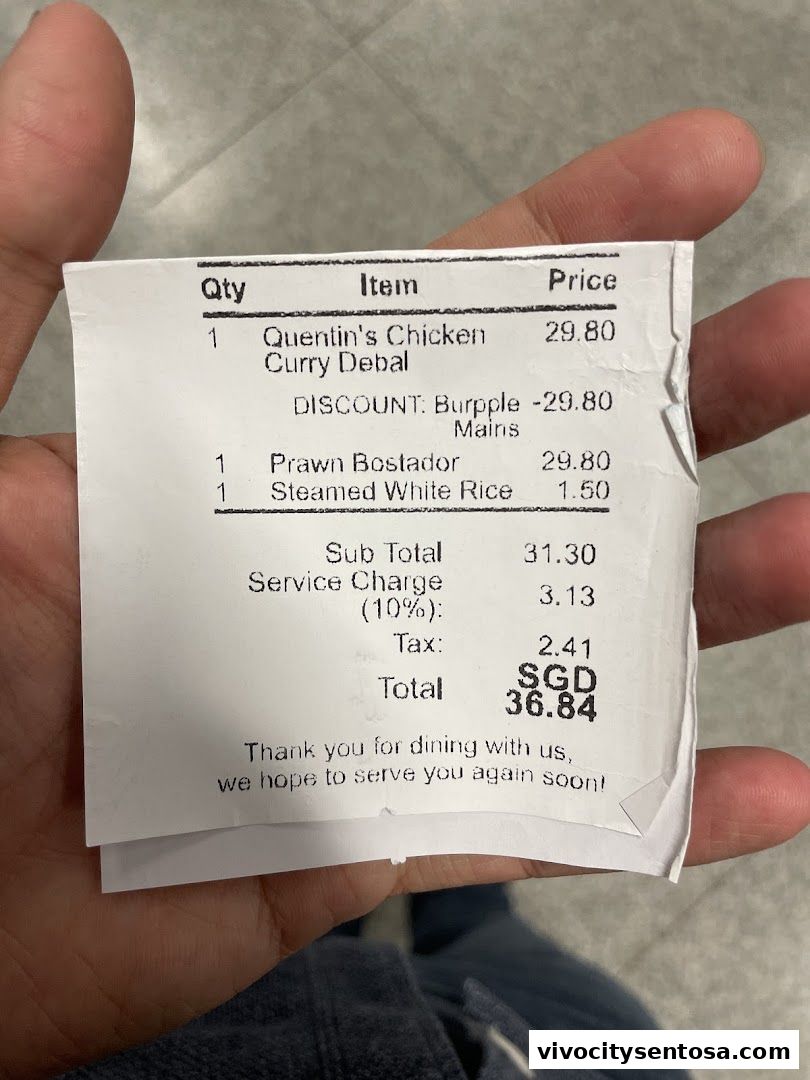 Qty Item Price
1 Quentin's Chicken 29.80
Curry Debal
DISCOUNT: Burpple -29.80
Mains
1 Prawn Bostador 29.80
1 Steamed White Rice 1.50
Sub Total 31.30
Service Charge
(10%): 3.13
Tax: 2.41
Total SGD
36.84
Thank you for dining with us,
we hope to serve you again soon!
vivocitysentosa.com